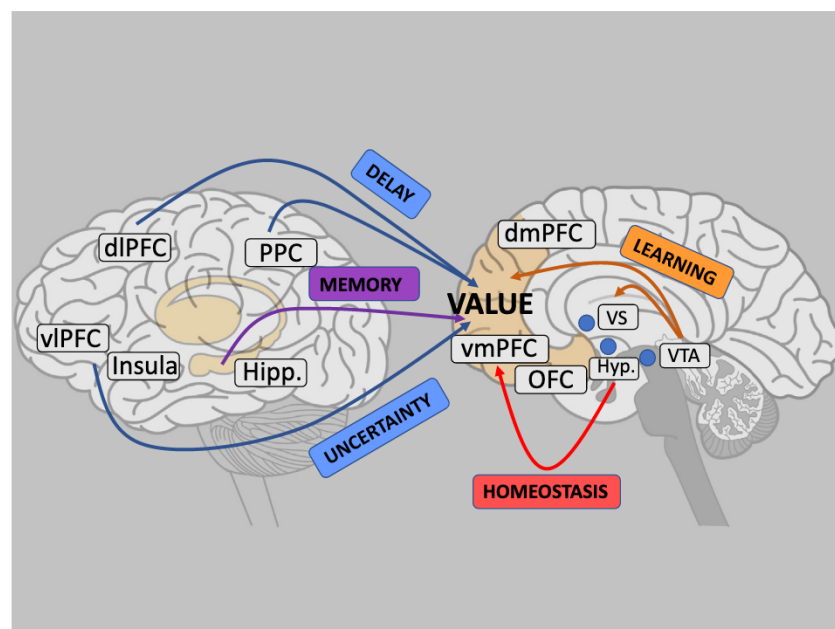 DELAY
dlPFC
PPC
dmPFC
LEARNING
MEMORY
VALUE
VS
vlPFC
Insula
Hipp.
vmPFC
OFC
Hyp.
VTA
UNCERTAINTY
HOMEOSTASIS